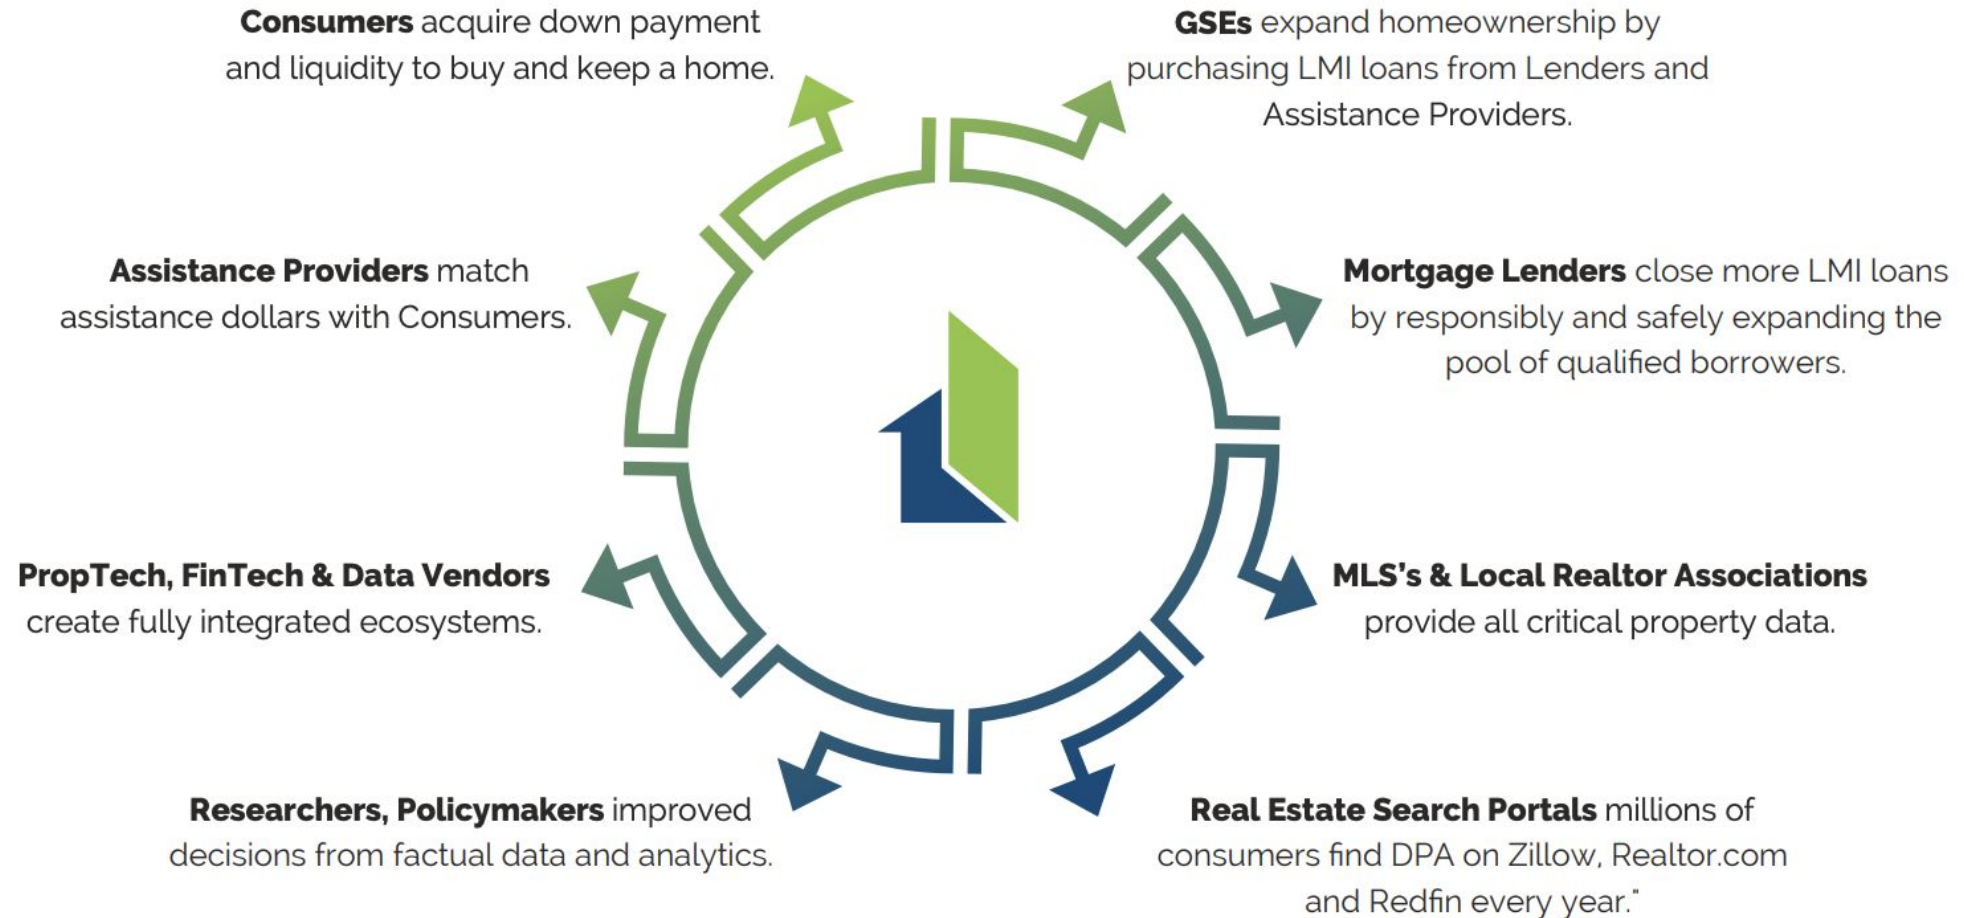 Consumers acquire down payment
and liquidity to buy and keep a home.
GSEs expand homeownership by
purchasing LMI loans from Lenders and
Assistance Providers.
Assistance Providers match
assistance dollars with Consumers.
Mortgage Lenders close more LMI loans
by responsibly and safely expanding the
pool of qualified borrowers.
PropTech, FinTech & Data Vendors
create fully integrated ecosystems.
MLS's & Local Realtor Associations
provide all critical property data.
Researchers, Policymakers improved
decisions from factual data and analytics.
Real Estate Search Portals millions of
consumers find DPA on Zillow, Realtor.com
and Redfin every year."